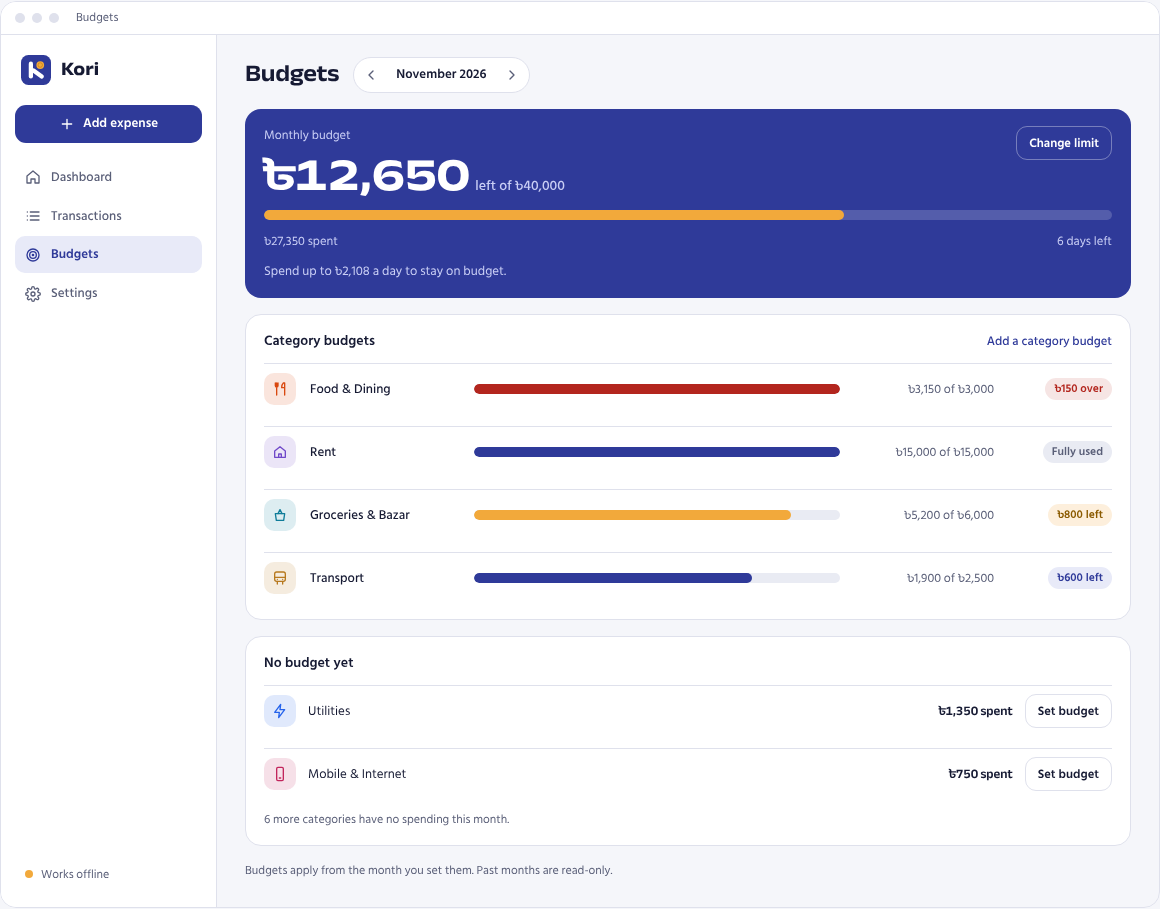 Budgets
Kori
Add expense
Dashboard
Transactions
Budgets
Settings
Works offline
Budgets
November 2026
Monthly budget
Change limit
৳12,650 left of ৳40,000
৳27,350 spent
6 days left
Spend up to ৳2,108 a day to stay on budget.
Category budgets
Add a category budget
Food & Dining
৳3,150 of ৳3,000
৳150 over
Rent
৳15,000 of ৳15,000
Fully used
Groceries & Bazar
৳5,200 of ৳6,000
৳800 left
Transport
৳1,900 of ৳2,500
৳600 left
No budget yet
Utilities
৳1,350 spent
Set budget
Mobile & Internet
৳750 spent
Set budget
6 more categories have no spending this month.
Budgets apply from the month you set them. Past months are read-only.